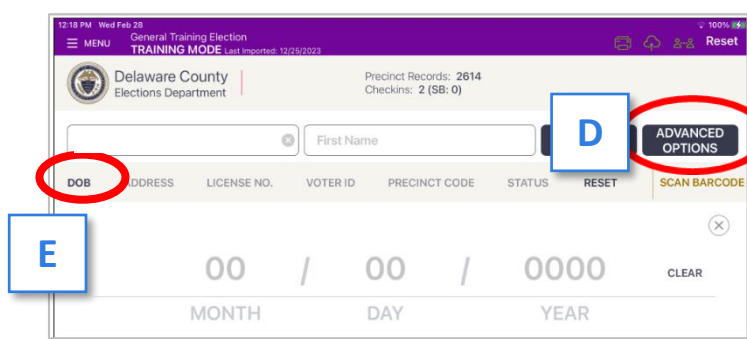 12:18 PM Wed Feb 28 100%
MENU General Training Election
TRAINING MODE Last Imported: 12/25/2023 Reset
Delaware County
Elections Department
Precinct Records: 2614
Checkins: 2 (SB: 0)
First Name D ADVANCED
OPTIONS
DOB ADDRESS LICENSE NO. VOTER ID PRECINCT CODE STATUS RESET SCAN BARCODE
E
00 / 00 / 0000 CLEAR
MONTH DAY YEAR